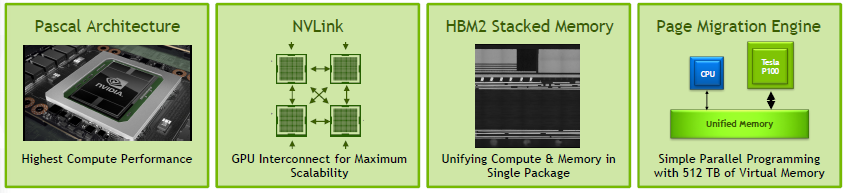 Pascal Architecture
NVIDIA
Highest Compute Performance
NVLink
GPU Interconnect for Maximum
Scalability
HBM2 Stacked Memory
Unifying Compute & Memory in
Single Package
Page Migration Engine
CPU
Tesla
P100
Unified Memory
Simple Parallel Programming
with 512 TB of Virtual Memory